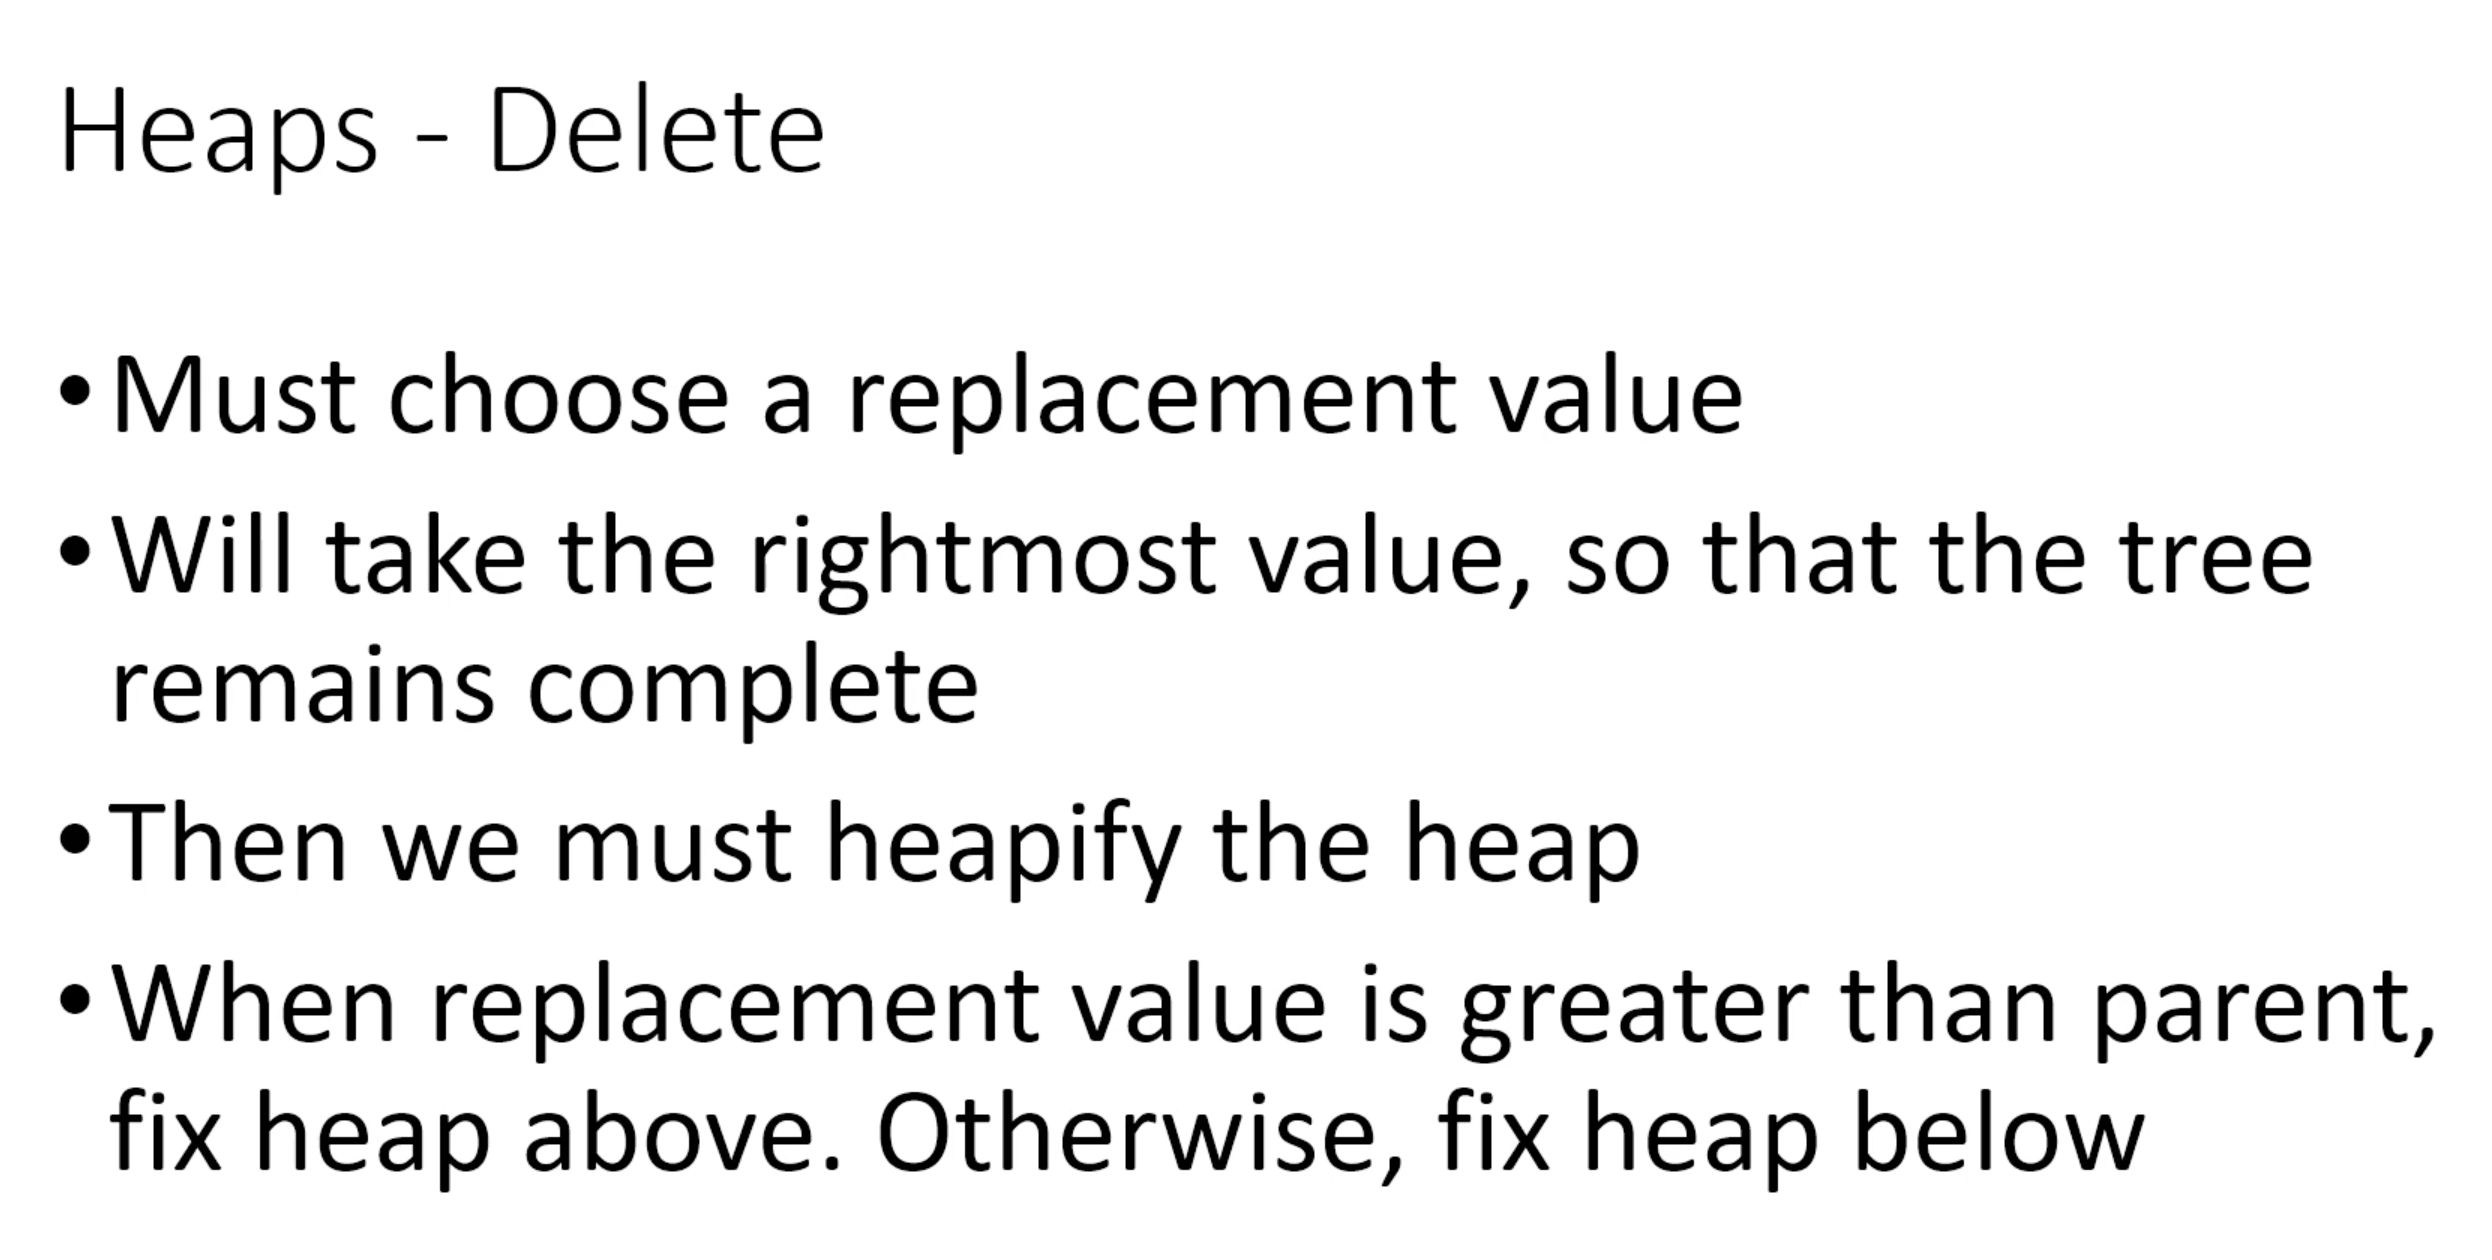 Heaps - Delete
•Must choose a replacement value
•Will take the rightmost value, so that the tree
remains complete
•Then we must heapify the heap
•When replacement value is greater than parent,
fix heap above. Otherwise, fix heap below